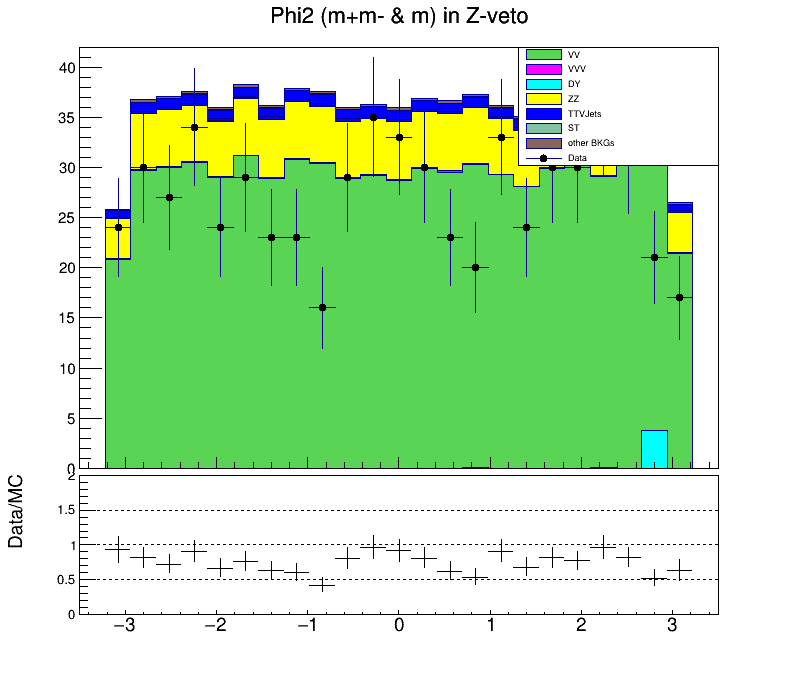 Phi2 (m+m- & m) in Z-veto
40
35
30
25
20
15
10
5
0
VV
VVV
DY
ZZ
TTVJets
ST
other BKGs
Data
Data/MC
2
1.5
1
0.5
0
−3 −2 −1 0 1 2 3